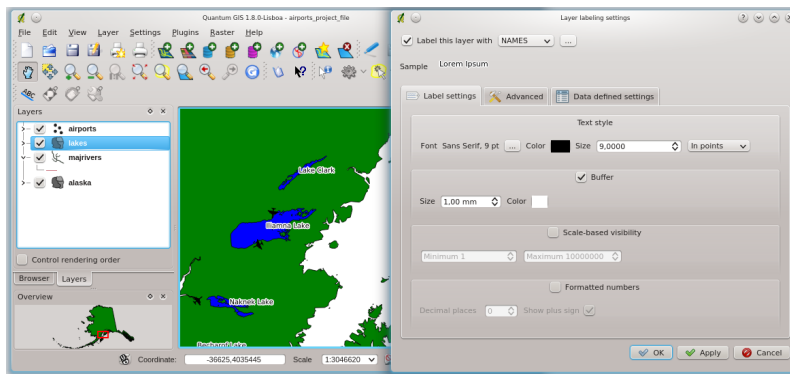 Quantum GIS 1.8.0-Lisboa - airports_project_file
File Edit View Layer Settings Plugins Raster Help
ABC
Layers
airports
lakes
majrivers
alaska
Control rendering order
Browser Layers
Overview
Lake Clark
Iliamna Lake
Naknek Lake
Becharof Lake
Coordinate: -36625,4035445 Scale 1:3046620
Layer labeling settings
Label this layer with NAMES ...
Sample Lorem Ipsum
Label settings Advanced Data defined settings
Text style
Font Sans Serif, 9 pt ... Color Size 9,0000 In points
Buffer
Size 1,00 mm Color
Scale-based visibility
Minimum 1 Maximum 10000000
Formatted numbers
Decimal places 0 Show plus sign
OK Apply Cancel